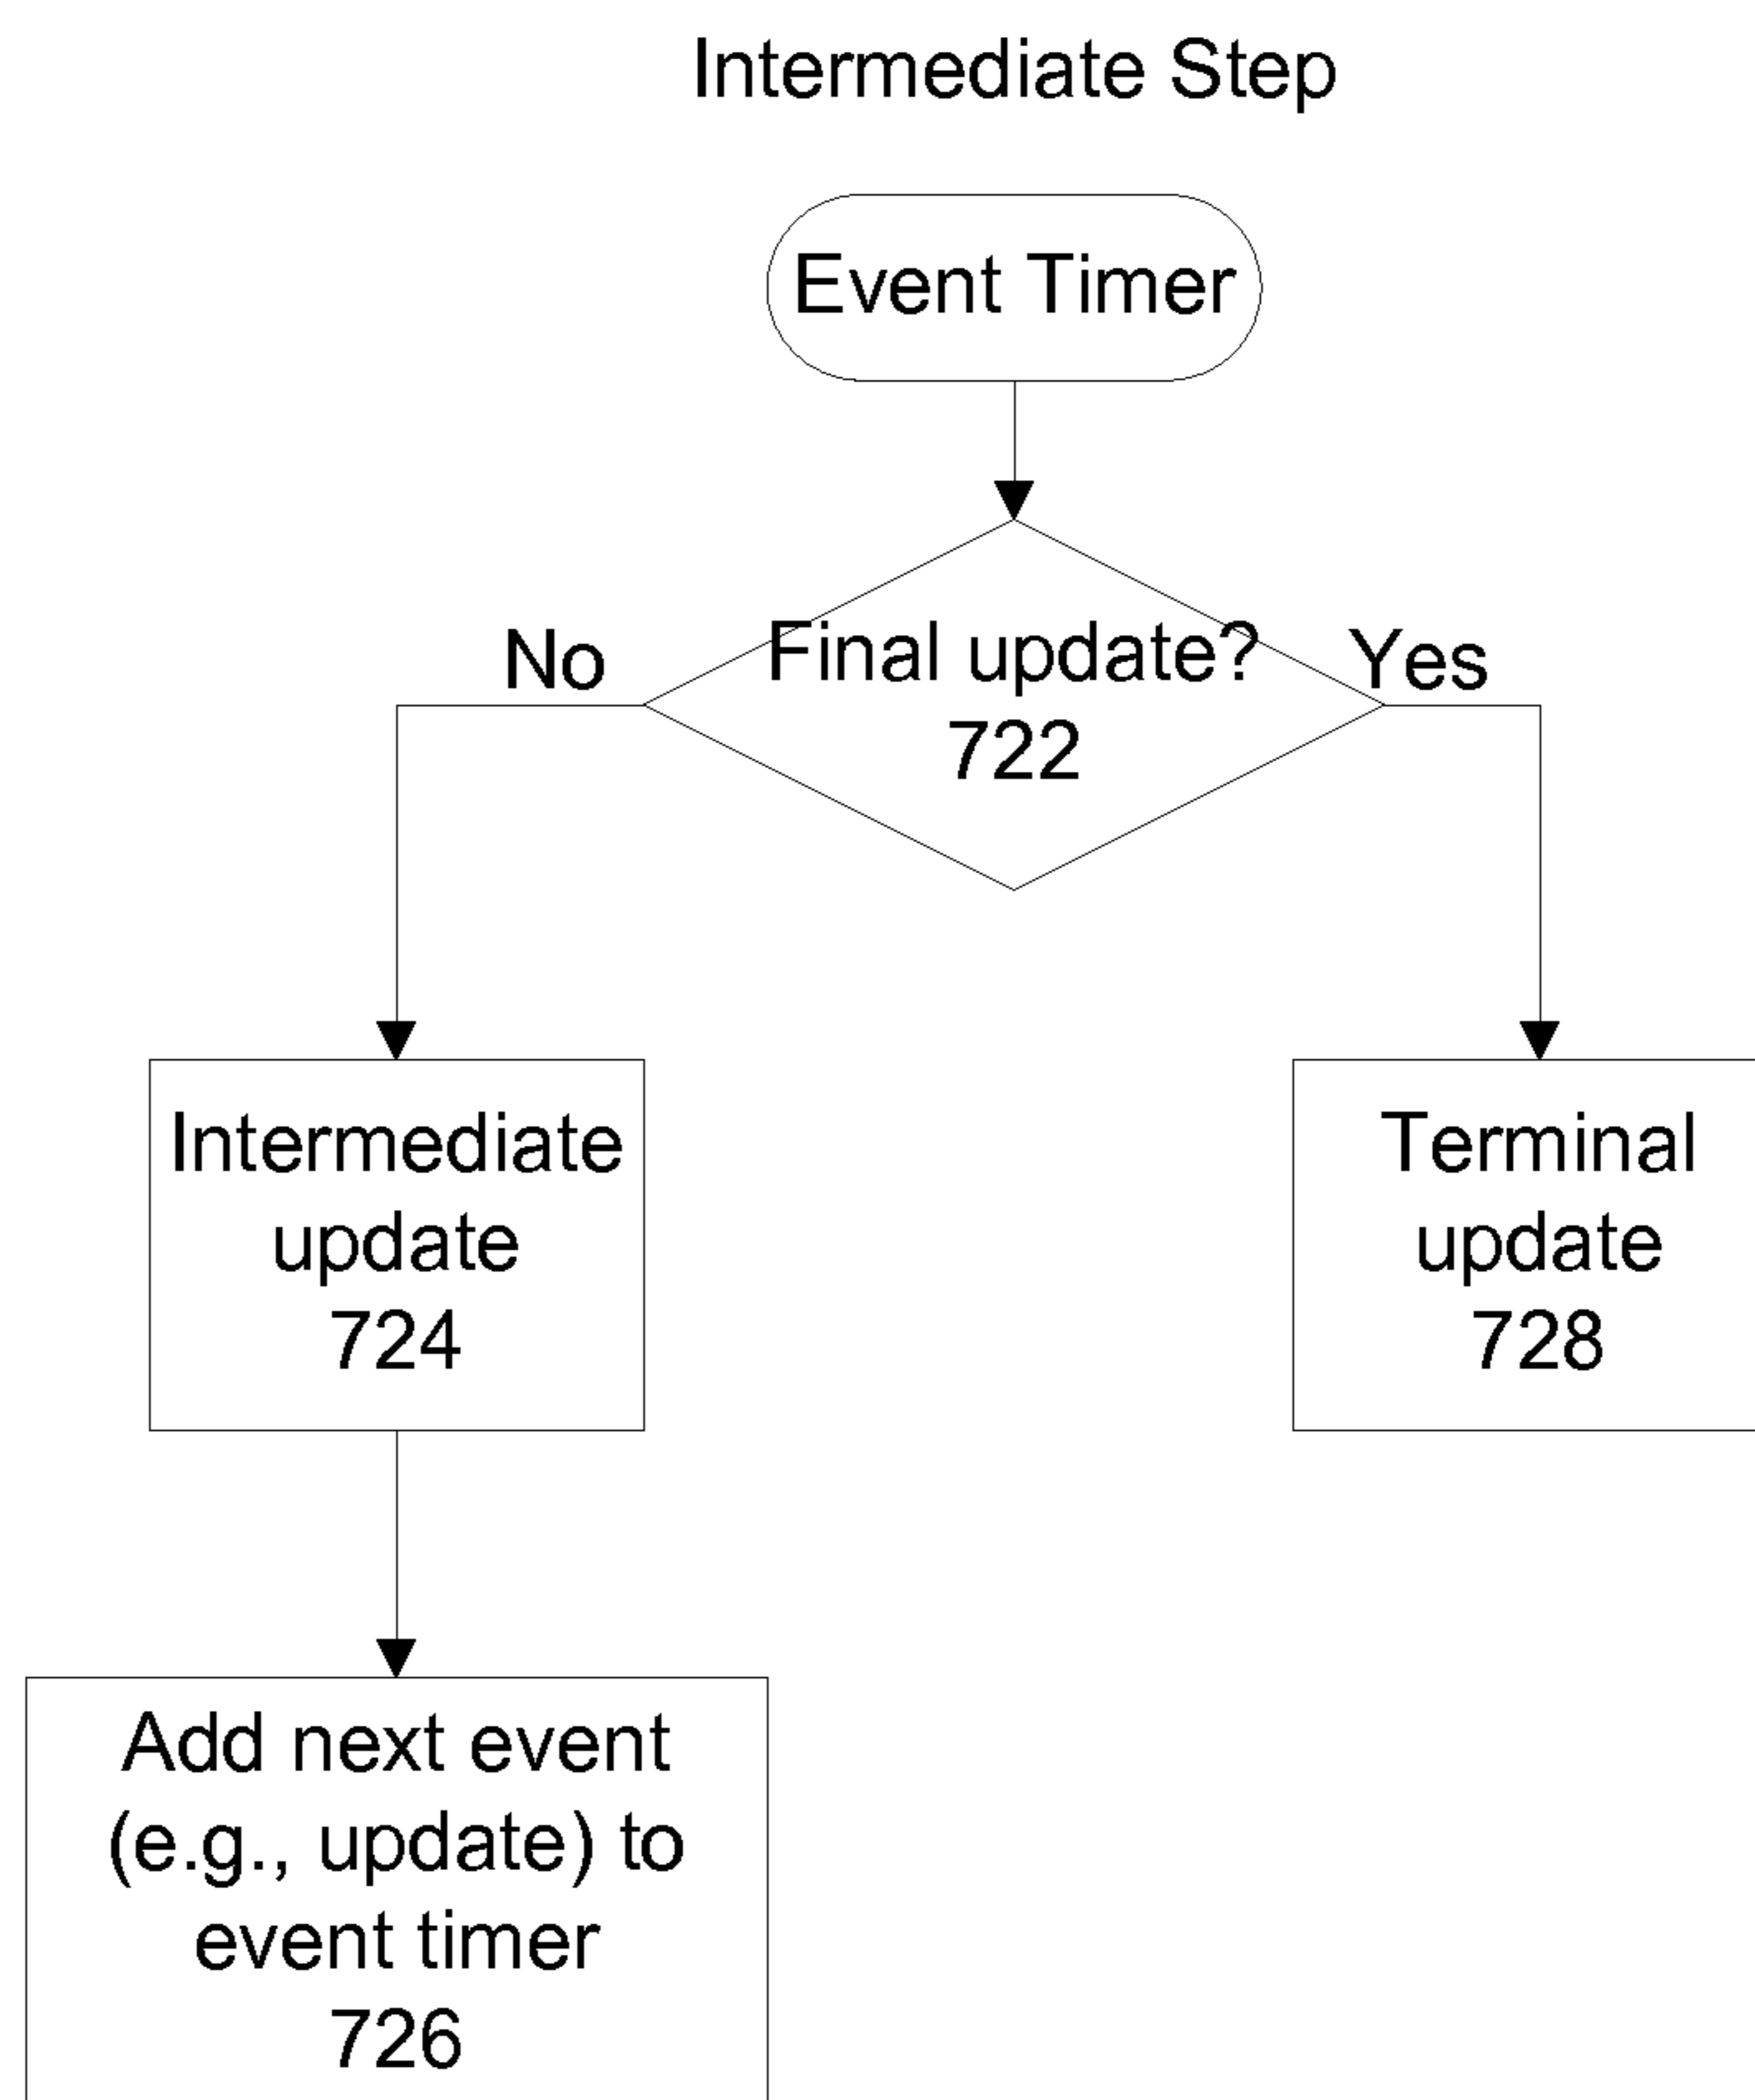 Intermediate Step
Event Timer
Final update?
722
No
Yes
Intermediate
update
724
Terminal
update
728
Add next event
(e.g., update) to
event timer
726